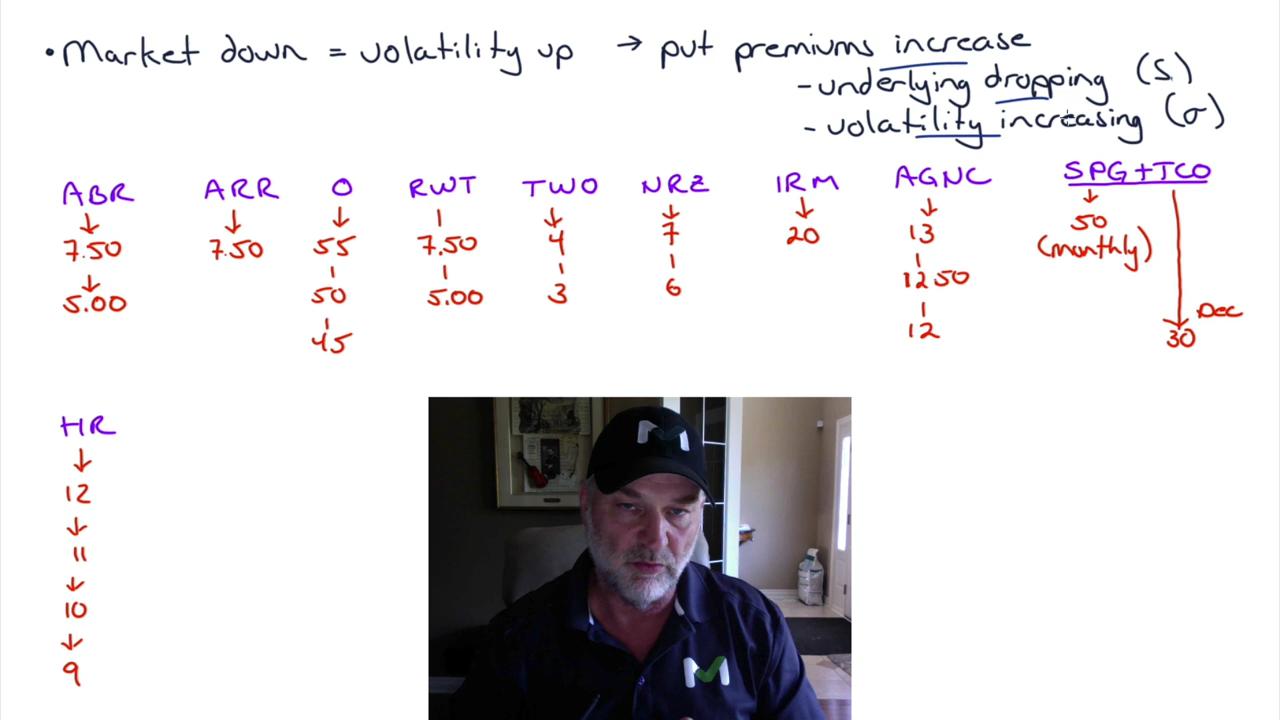 • Market down = volatility up → put premiums increase
- underlying dropping (S)
- volatility increasing (σ)
ABR ARR O RWT TWO NRZ IRM AGNC SPG+TCO
7.50 7.50 55 7.50 4 7 20 13 50
(monthly)
5.00 50 5.00 3 6 12.50
45 12 30 Dec
HR
12
11
10
9
M
M